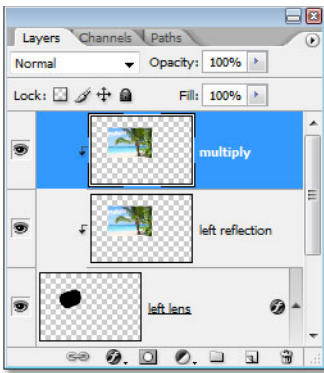 Layers Channels Paths
Normal Opacity: 100%
Lock: Fill: 100%
multiply
left reflection
left lens